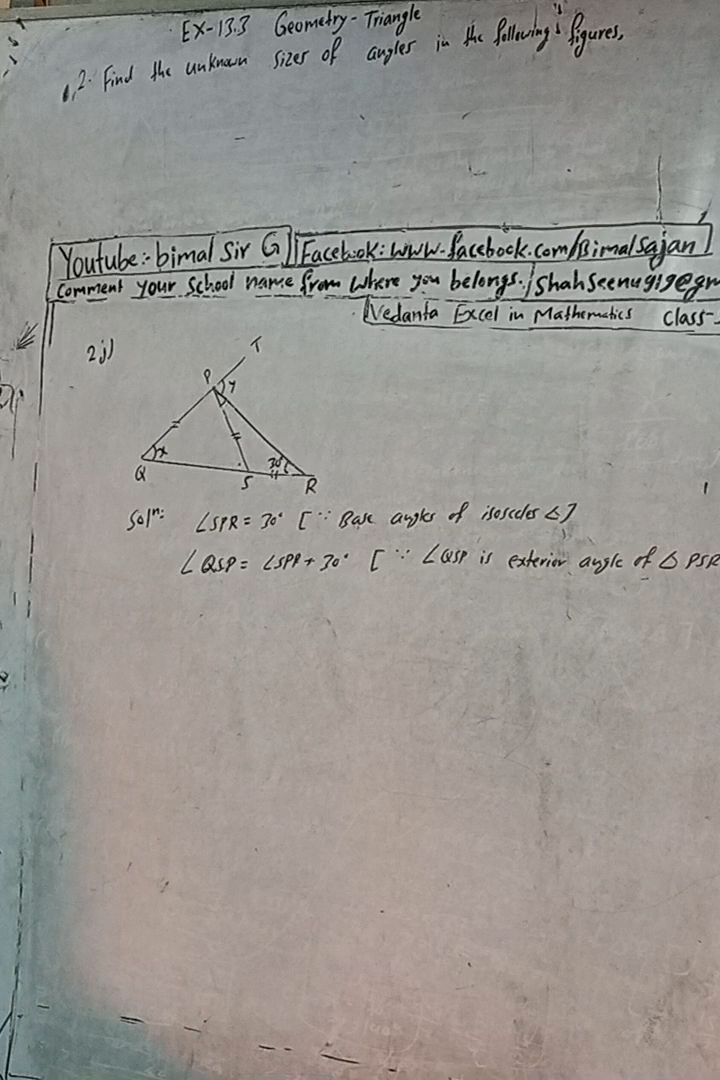 EX-13.3 Geometry-Triangle
2. Find the unknown sizes of angles in the following figures,
Youtube:- bimal Sir G
Facebook: www.facebook.com/BimalSajan
Comment your School name from where you belongs. / Shahseenu919@gm
Vedanta Excel in Mathematics Class-
2j)
T
P
y
x
30°
Q
S
R
Solⁿ: ∠SPR = 30° [∵ Base angles of isosceles Δ]
∠QSP = ∠SPR + 30° [∵ ∠QSP is exterior angle of Δ PSR